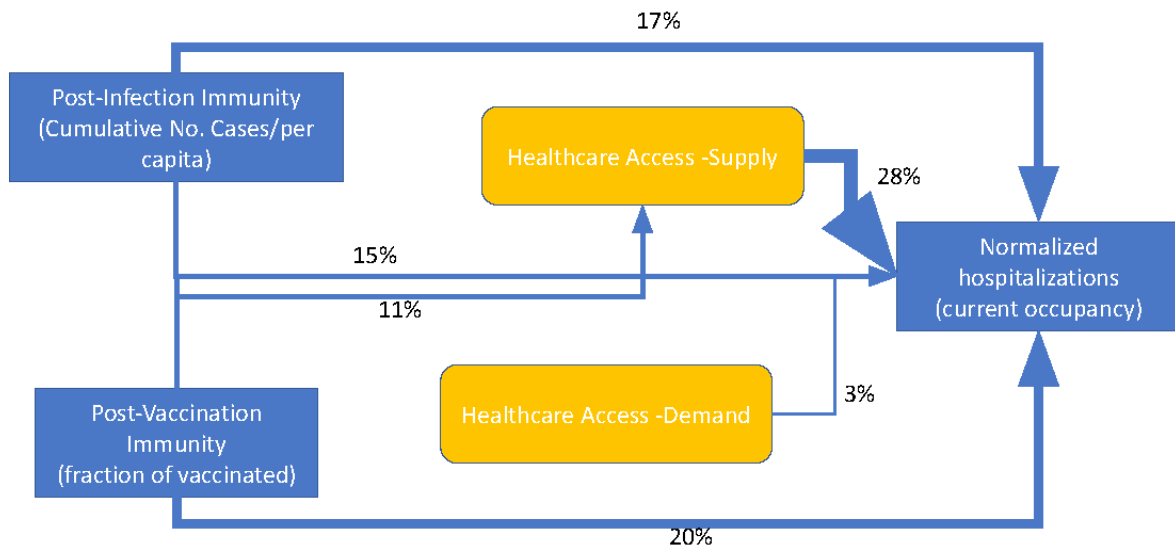 17%
Post-Infection Immunity
(Cumulative No. Cases/per
capita)
Healthcare Access -Supply
28%
15%
11%
Normalized
hospitalizations
(current occupancy)
Healthcare Access -Demand
3%
Post-Vaccination
Immunity
(fraction of vaccinated)
20%